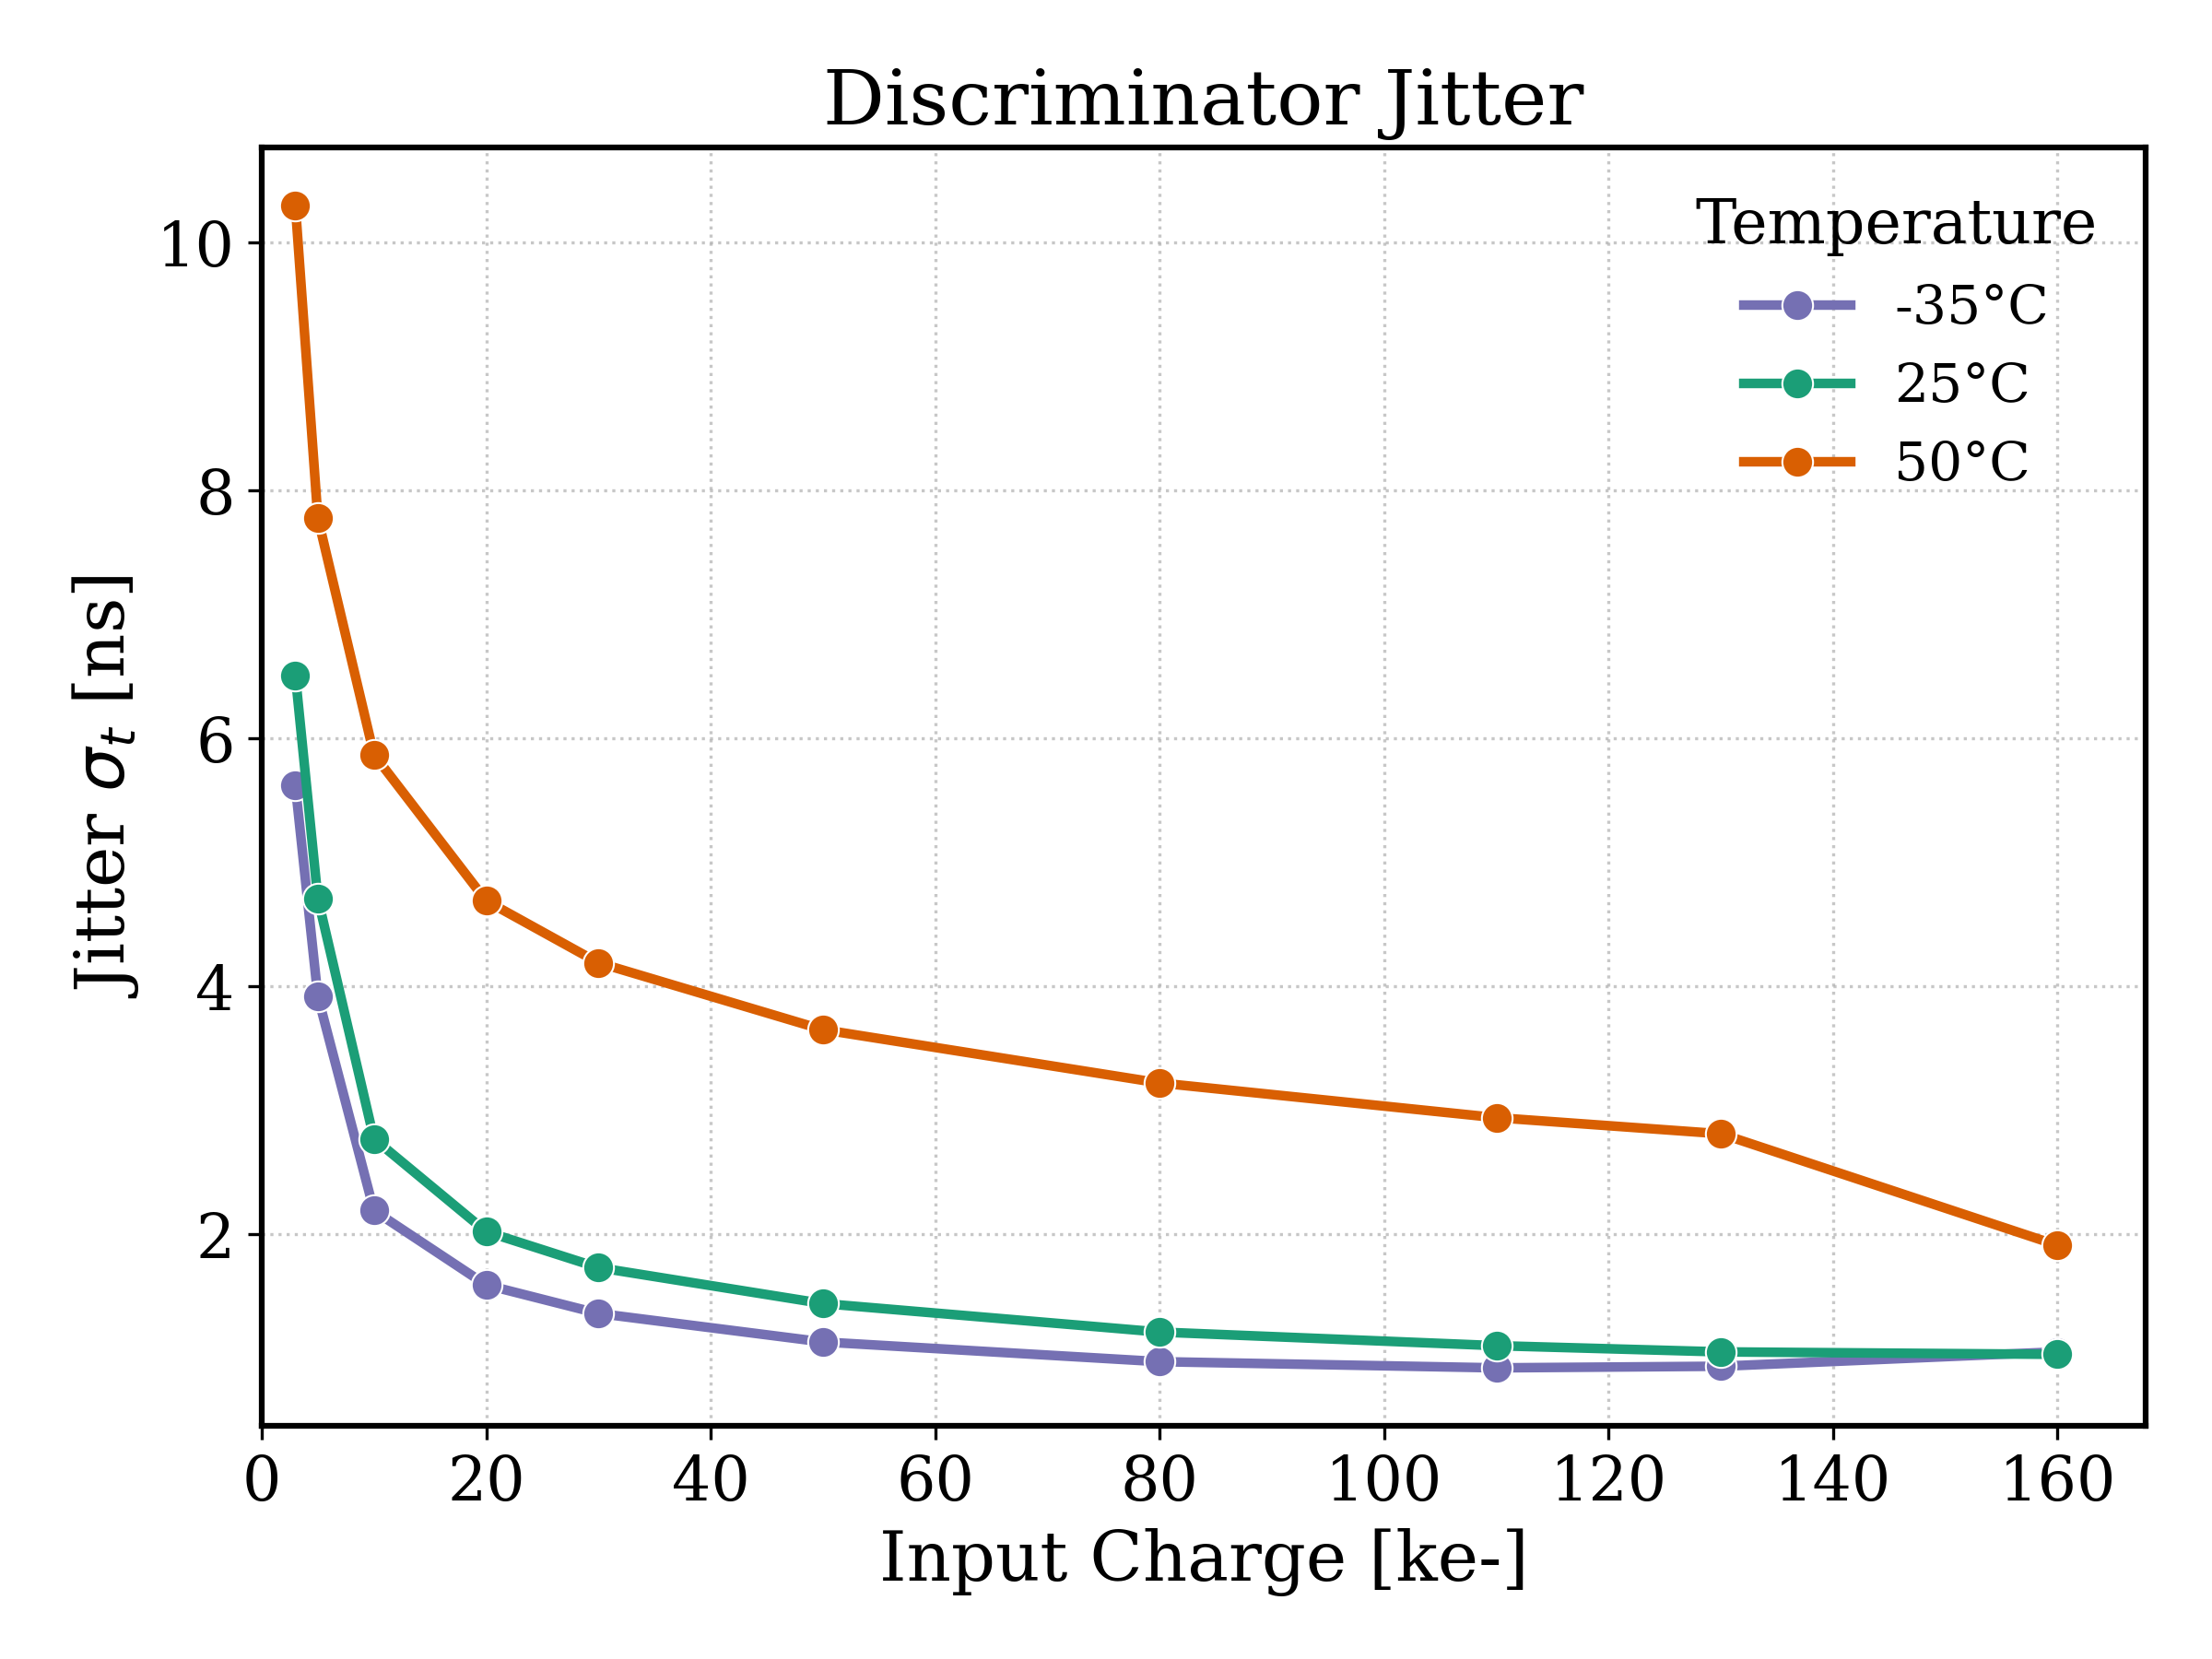 Discriminator Jitter
Temperature
-35°C
25°C
50°C
10
8
6
4
2
Jitter σt [ns]
0 20 40 60 80 100 120 140 160
Input Charge [ke-]